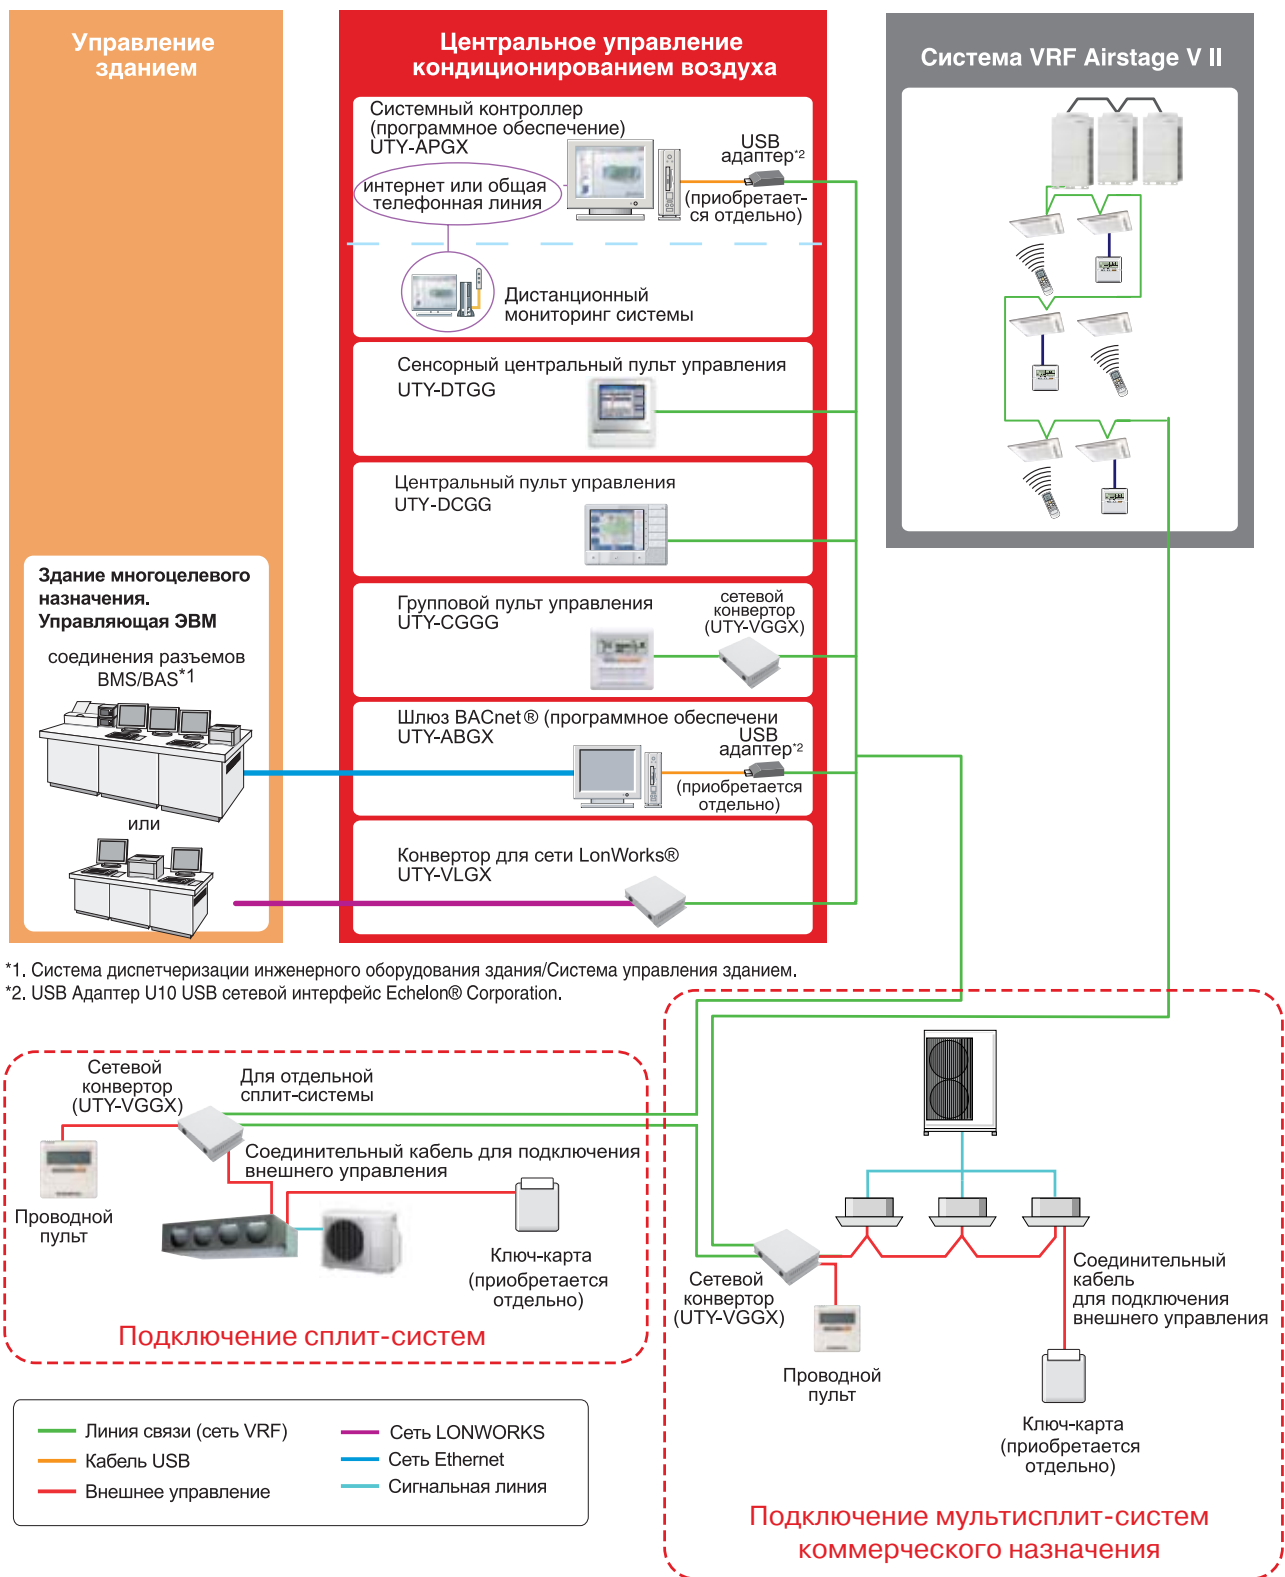 Управление
зданием
Центральное управление
кондиционированием воздуха
Система VRF Airstage V II
Системный контроллер
(программное обеспечение)
UTY-APGX
USB
адаптер*2
(приобретает-
ся отдельно)
интернет или общая
телефонная линия
Дистанционный
мониторинг системы
Сенсорный центральный пульт управления
UTY-DTGG
Центральный пульт управления
UTY-DCGG
Групповой пульт управления
UTY-CGGG
сетевой
конвертор
(UTY-VGGX)
Шлюз BACnet® (программное обеспечени
UTY-ABGX
USB
адаптер*2
(приобретается
отдельно)
Конвертор для сети LonWorks®
UTY-VLGX
Здание многоцелевого
назначения.
Управляющая ЭВМ
соединения разъемов
BMS/BAS*1
или
*1. Система диспетчеризации инженерного оборудования здания/Система управления зданием.
*2. USB Адаптер U10 USB сетевой интерфейс Echelon® Corporation.
Сетевой
конвертор
(UTY-VGGX)
Для отдельной
сплит-системы
Соединительный кабель для подключения
внешнего управления
Проводной
пульт
Ключ-карта
(приобретается
отдельно)
Подключение сплит-систем
Сетевой
конвертор
(UTY-VGGX)
Проводной
пульт
Соединительный
кабель
для подключения
внешнего управления
Ключ-карта
(приобретается
отдельно)
Подключение мультисплит-систем
коммерческого назначения
Линия связи (сеть VRF)
Кабель USB
Внешнее управление
Сеть LONWORKS
Сеть Ethernet
Сигнальная линия